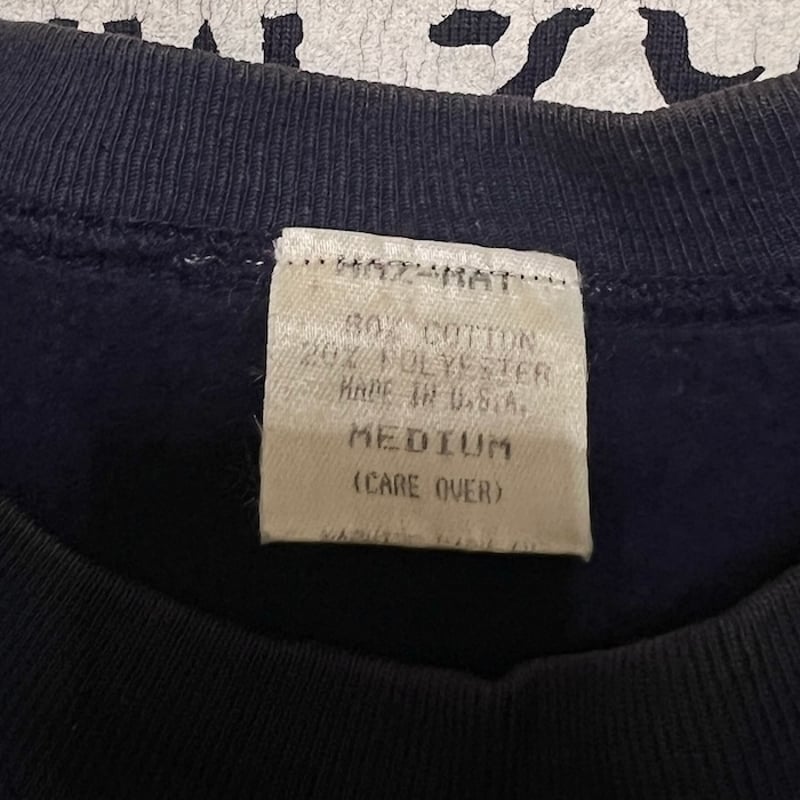 HAZ-MAT
80% COTTON
20% POLYESTER
MADE IN U.S.A.
MEDIUM
(CARE OVER)